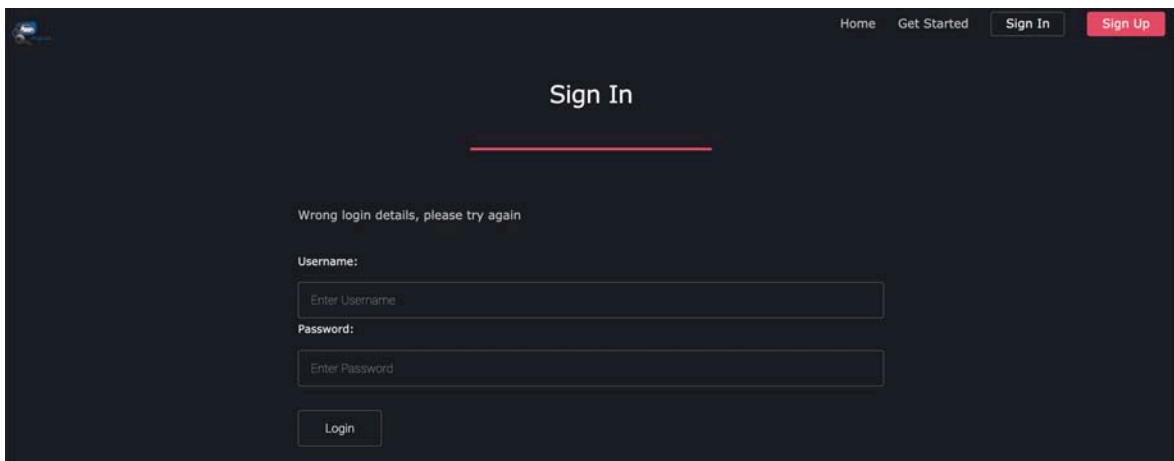 Home Get Started Sign In Sign Up
Sign In
Wrong login details, please try again
Username:
Enter Username
Password:
Enter Password
Login